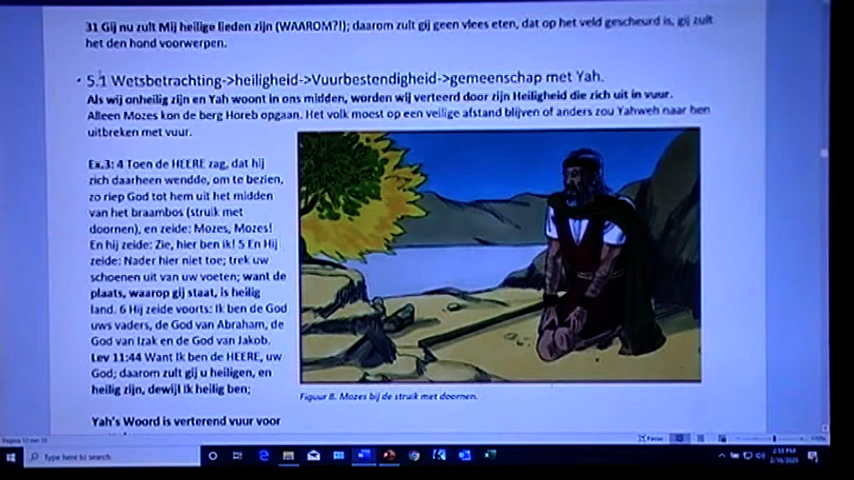 31 Gij nu zult Mij heilige lieden zijn (WAAROM?!); daarom zult gij geen vlees eten, dat op het veld gescheurd is, gij zult
het den hond voorwerpen.
• 5.1 Wetsbetrachting->heiligheid->Vuurbestendigheid->gemeenschap met Yah.
Als wij onheilig zijn en Yah woont in ons midden, worden wij verteerd door zijn Heiligheid die zich uit in vuur.
Alleen Mozes kon de berg Horeb opgaan. Het volk moest op een veilige afstand blijven of anders zou Yahweh naar hen
uitbreken met vuur.
Ex.3: 4 Toen de HEERE zag, dat hij
zich daarheen wendde, om te bezien,
zo riep God tot hem uit het midden
van het braambos (struik met
doornen), en zeide: Mozes, Mozes!
En hij zeide: Zie, hier ben ik! 5 En Hij
zeide: Nader hier niet toe; trek uw
schoenen uit van uw voeten; want de
plaats, waarop gij staat, is heilig
land. 6 Hij zeide voorts: Ik ben de God
uws vaders, de God van Abraham, de
God van Izak en de God van Jakob.
Lev 11:44 Want Ik ben de HEERE, uw
God; daarom zult gij u heiligen, en
heilig zijn, dewijl Ik heilig ben;
Figuur 8. Mozes bij de struik met doornen.
Yah's Woord is verterend vuur voor
Focus
Type here to search
2:55 PM